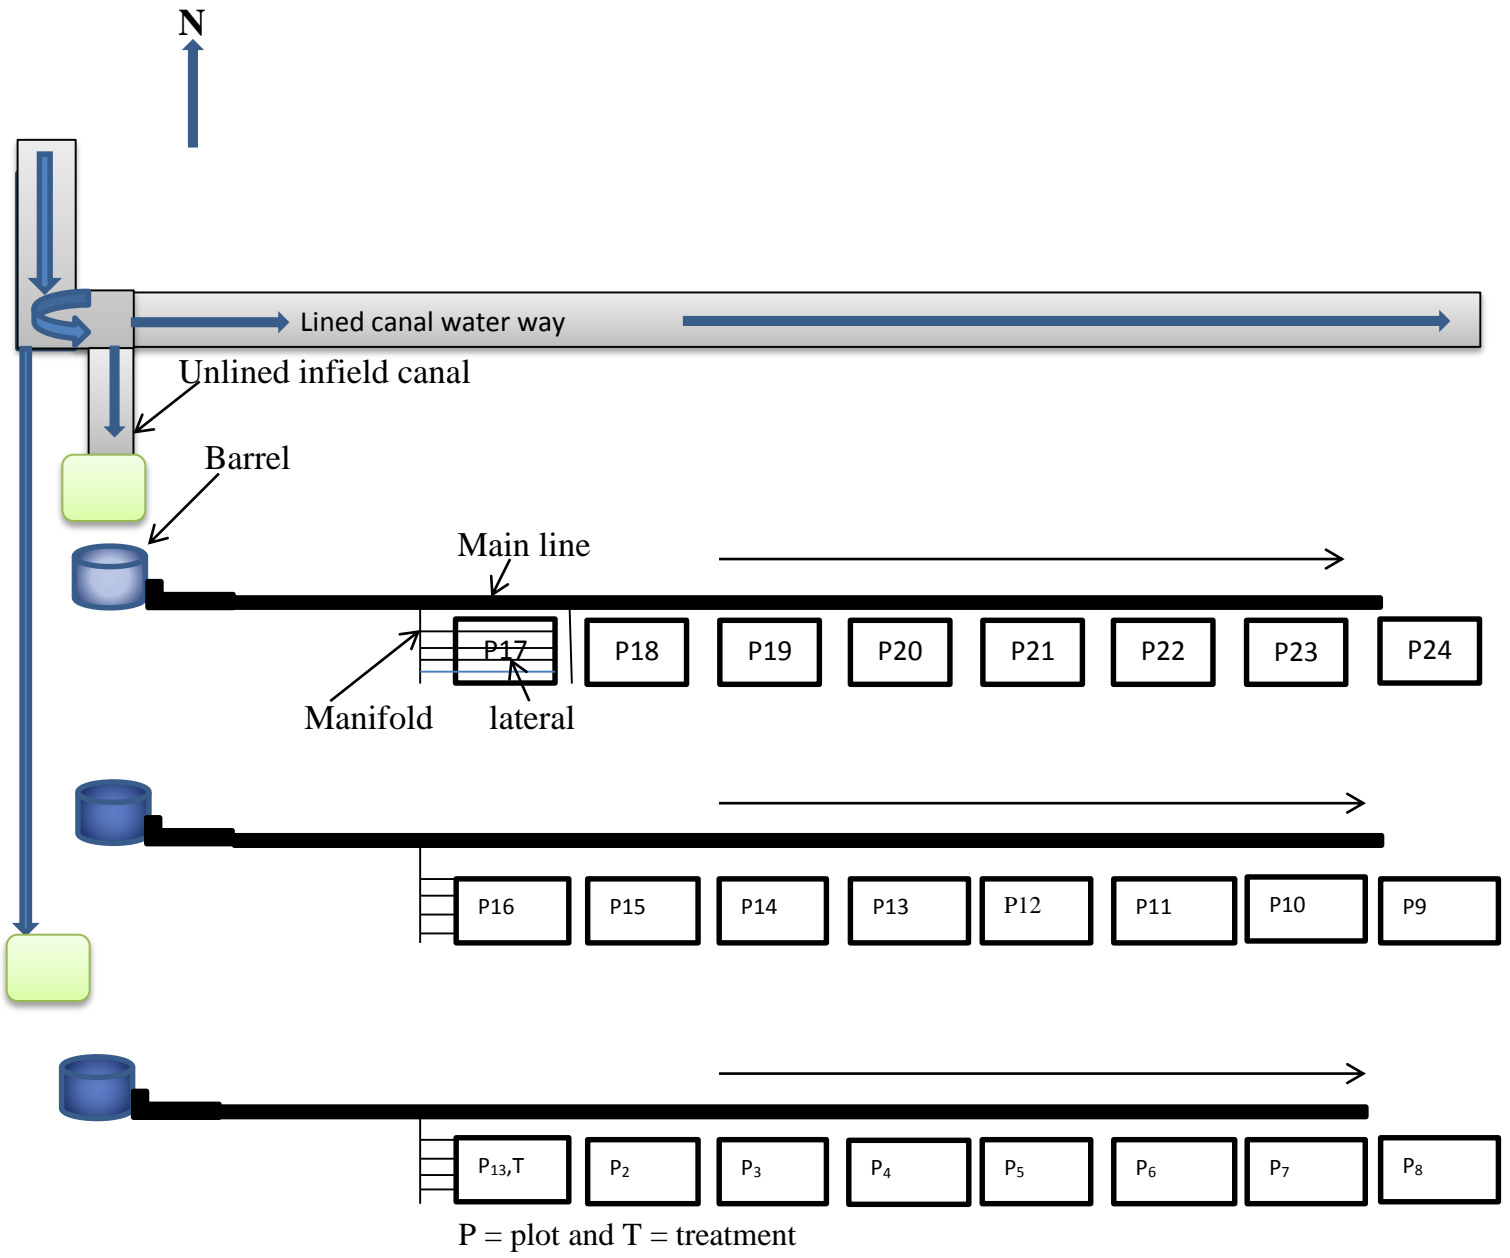 N
Lined canal water way
Unlined infield canal
Barrel
Main line
P17 P18 P19 P20 P21 P22 P23 P24
Manifold lateral
P16 P15 P14 P13 P12 P11 P10 P9
P₁₃,T P₂ P₃ P₄ P₅ P₆ P₇ P₈
P = plot and T = treatment